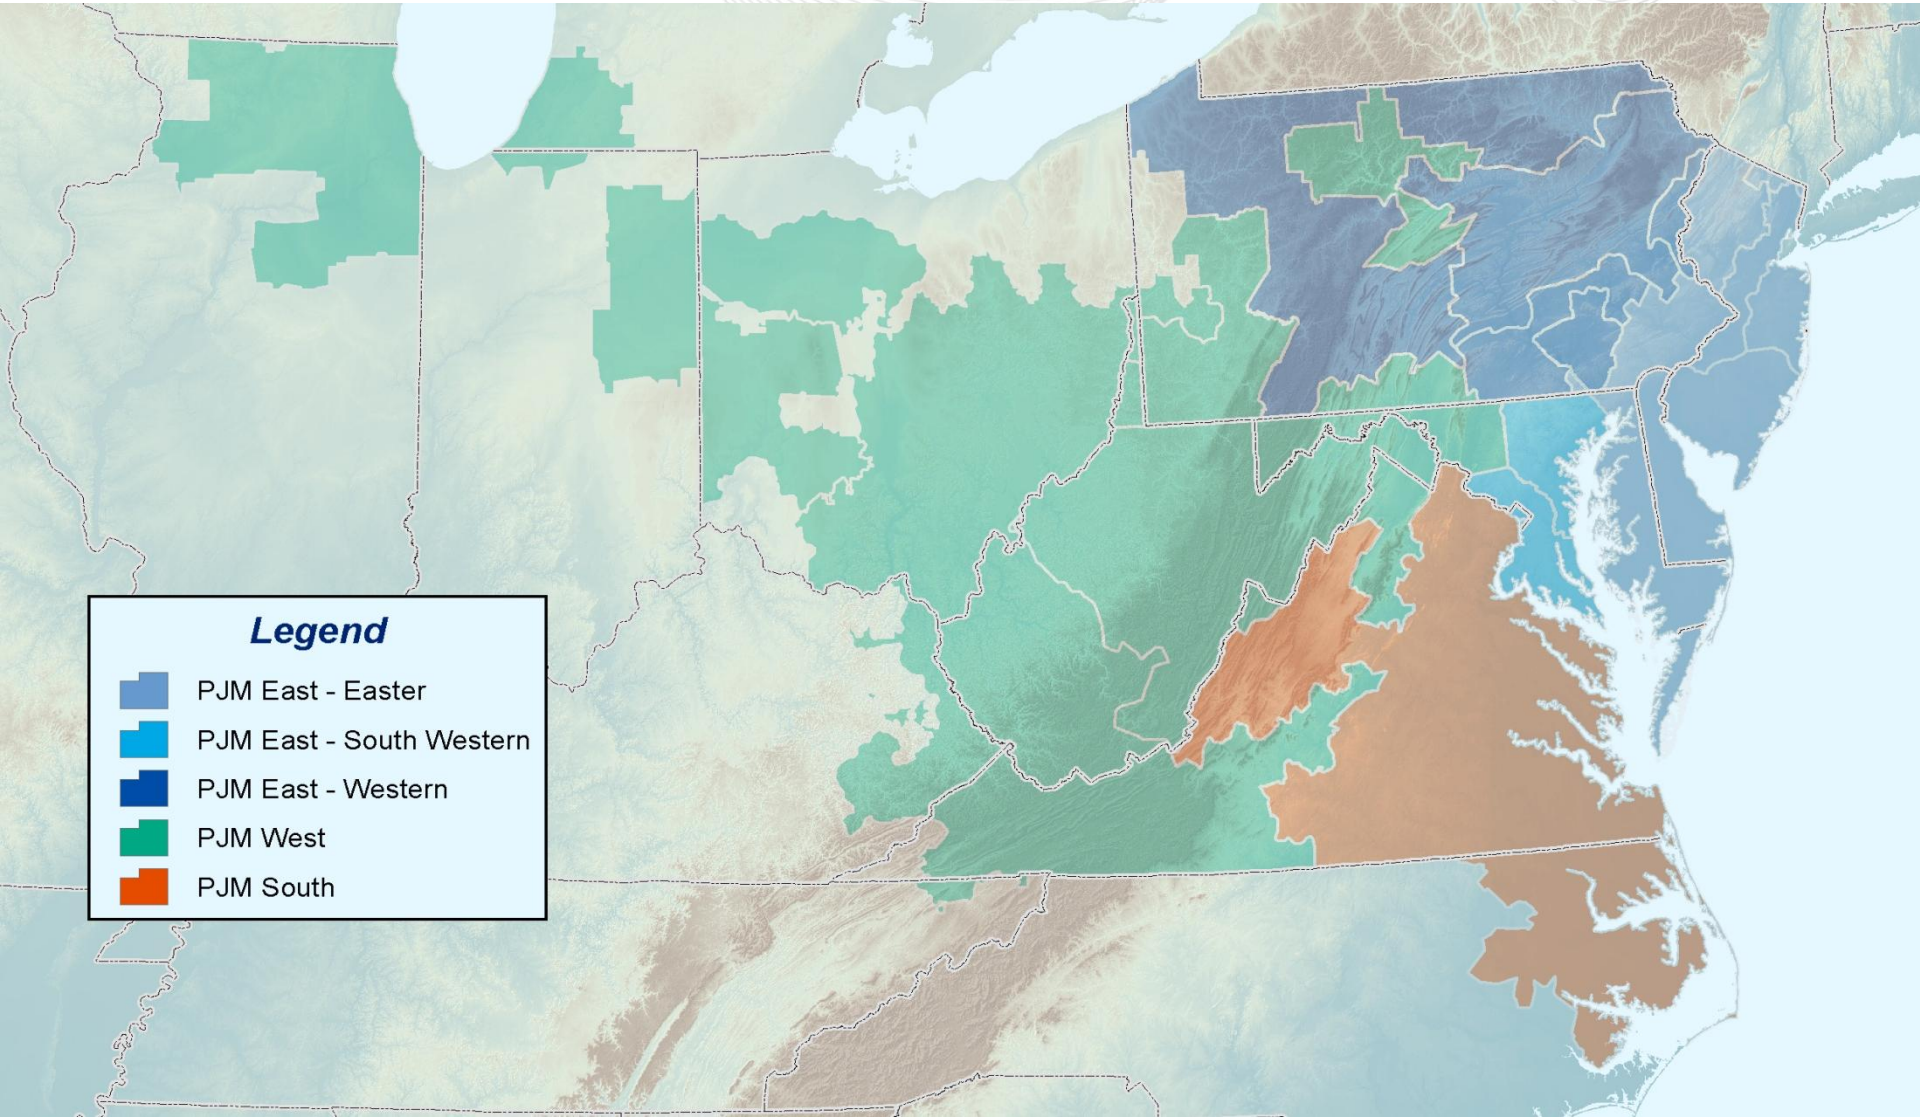 Legend
PJM East - Easter
PJM East - South Western
PJM East - Western
PJM West
PJM South